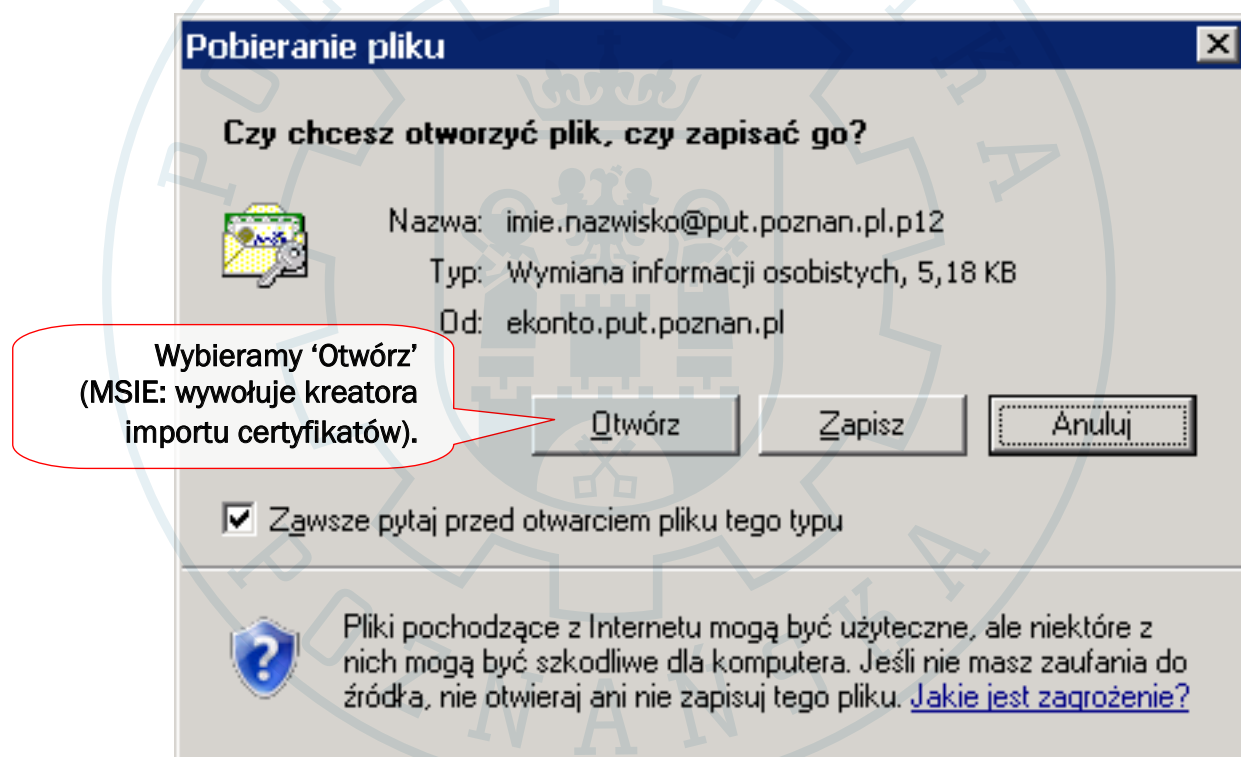 Pobieranie pliku
Czy chcesz otworzyć plik, czy zapisać go?
Nazwa: imie.nazwisko@put.poznan.pl.p12
Typ: Wymiana informacji osobistych, 5,18 KB
Od: ekonto.put.poznan.pl
Wybieramy ‘Otwórz’
(MSIE: wywołuje kreatora
importu certyfikatów).
Otwórz Zapisz Anuluj
Zawsze pytaj przed otwarciem pliku tego typu
Pliki pochodzące z Internetu mogą być użyteczne, ale niektóre z
nich mogą być szkodliwe dla komputera. Jeśli nie masz zaufania do
źródła, nie otwieraj ani nie zapisuj tego pliku. Jakie jest zagrożenie?